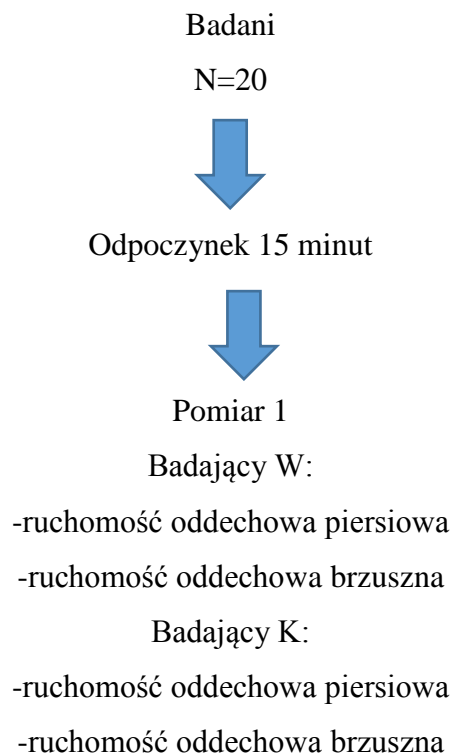 Badani
N=20
Odpoczynek 15 minut
Pomiar 1
Badający W:
-ruchomość oddechowa piersiowa
-ruchomość oddechowa brzuszna
Badający K:
-ruchomość oddechowa piersiowa
-ruchomość oddechowa brzuszna